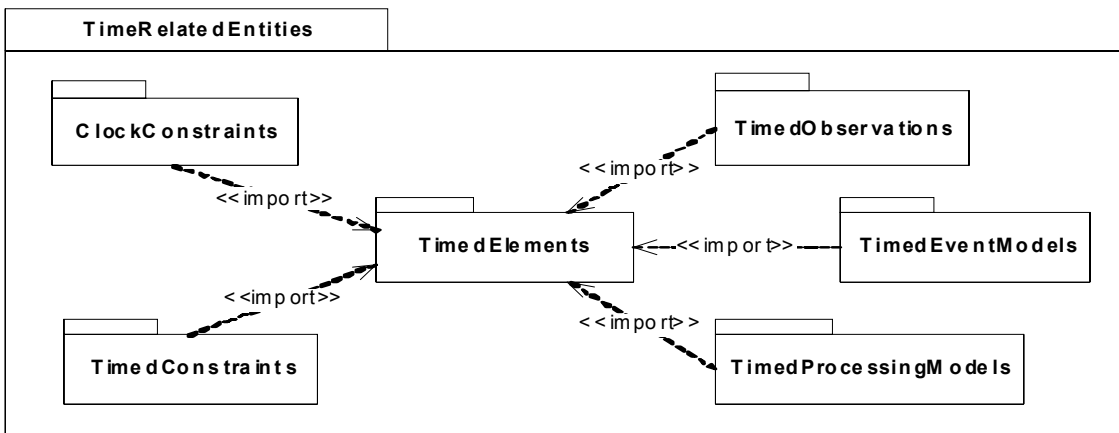 TimeRelatedEntities
ClockConstraints
TimedObservations
<<import>>
<<import>>
TimedElements
<<import>>
TimedEventModels
<<import>>
<<import>>
TimedConstraints
TimedProcessingModels